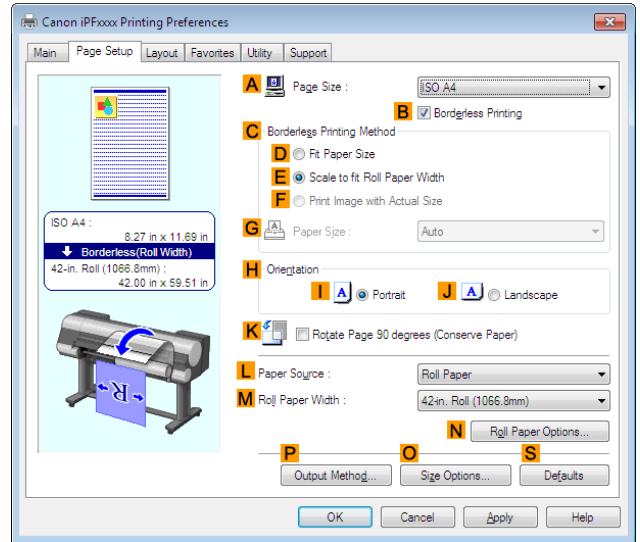 Canon iPFxxxx Printing Preferences
Main Page Setup Layout Favorites Utility Support
A Page Size : ISO A4
B Borderless Printing
C Borderless Printing Method
D Fit Paper Size
E Scale to fit Roll Paper Width
F Print Image with Actual Size
ISO A4 :
8.27 in x 11.69 in
Borderless(Roll Width)
42-in. Roll (1066.8mm) :
42.00 in x 59.51 in
G Paper Size : Auto
H Orientation
I A Portrait J A Landscape
K Rotate Page 90 degrees (Conserve Paper)
R
L Paper Source : Roll Paper
M Roll Paper Width : 42-in. Roll (1066.8mm)
N Roll Paper Options...
P O S
Output Method... Size Options... Defaults
OK Cancel Apply Help